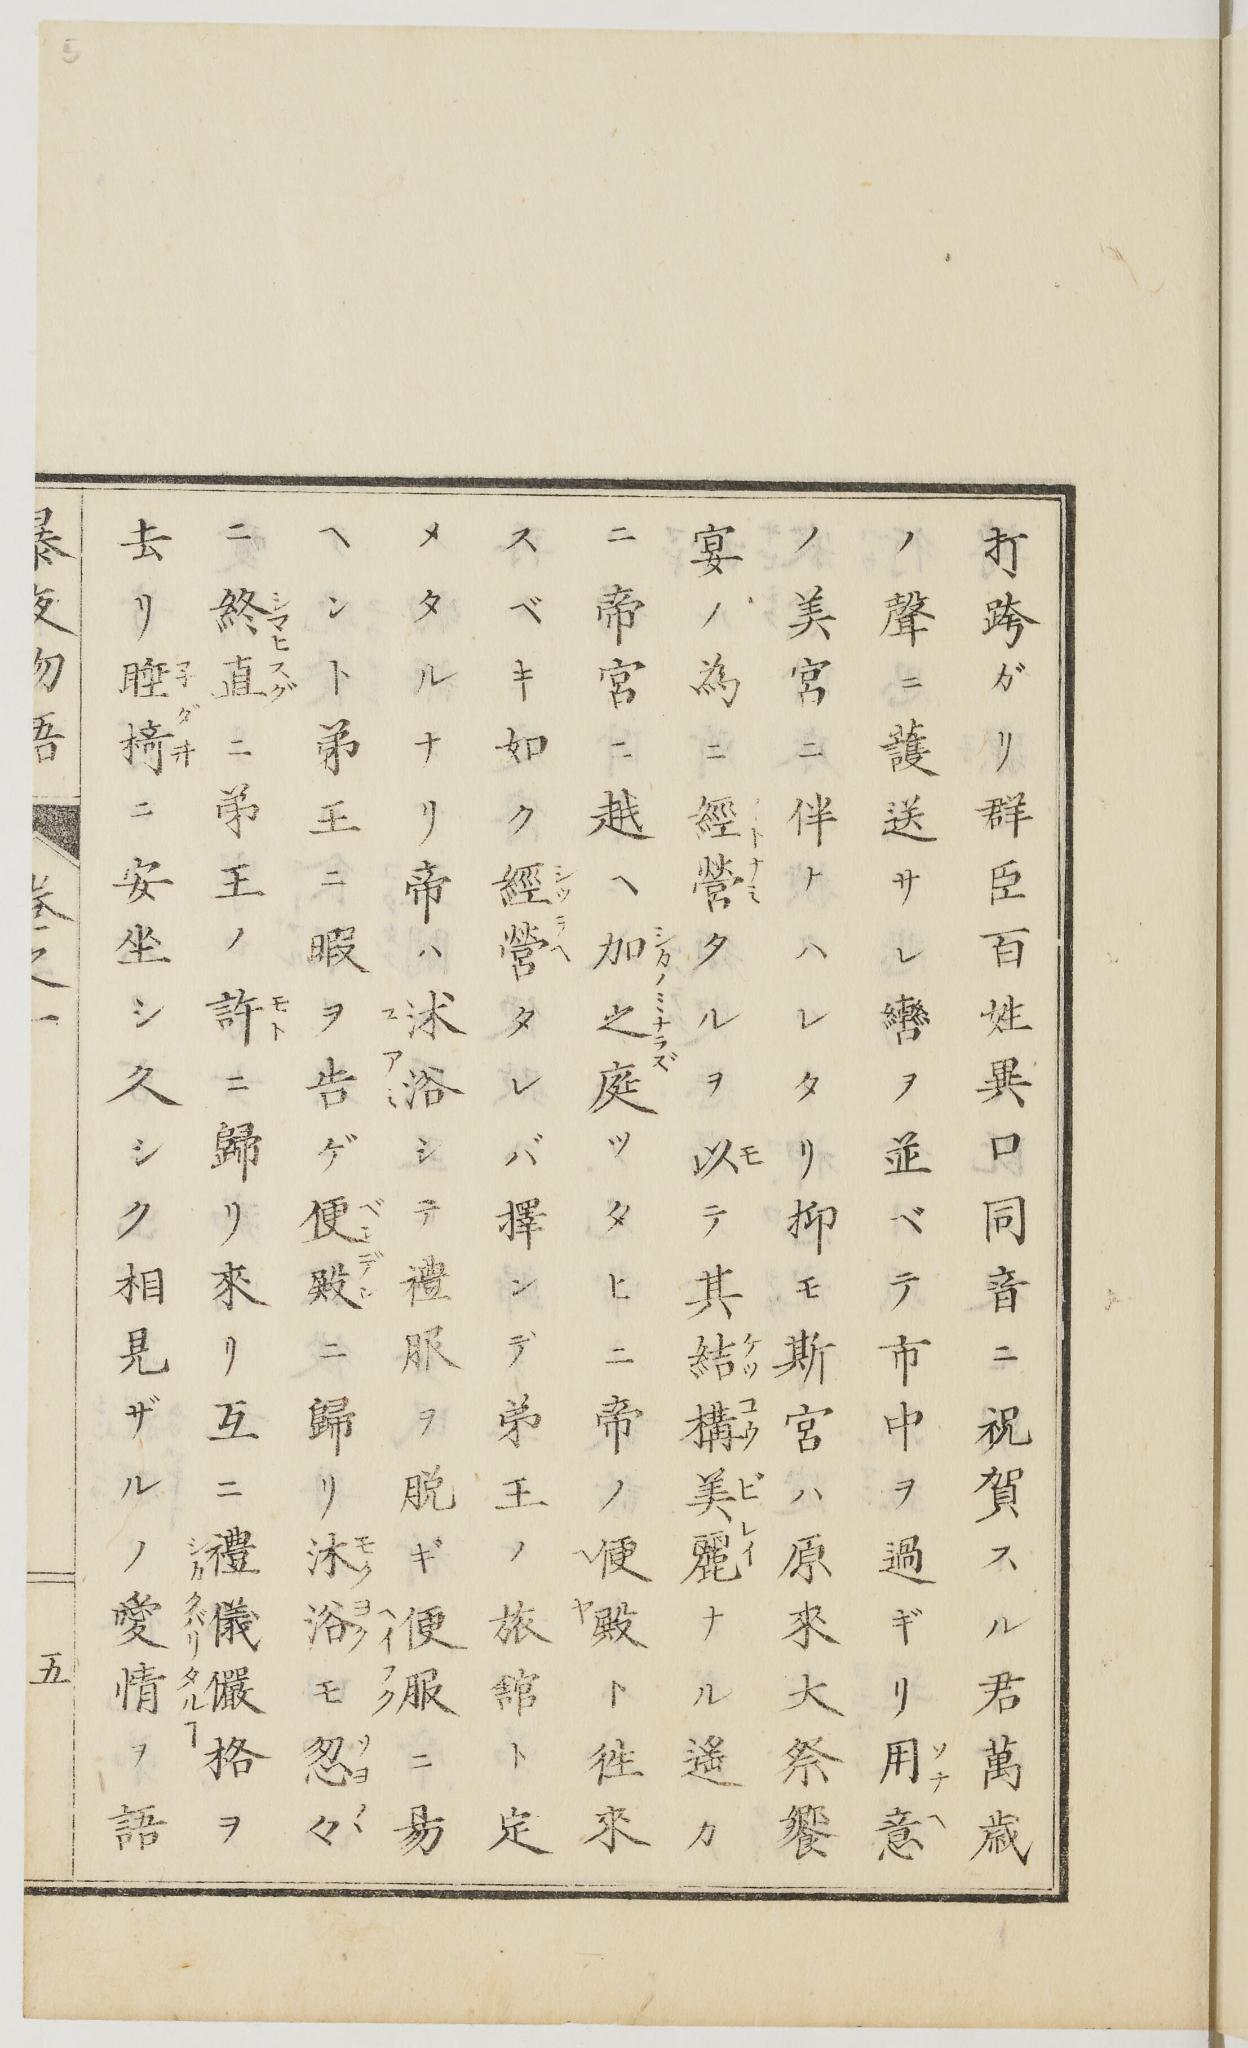 打跨ガリ群臣百姓異口同音ニ祝賀スル君萬歳
ノ聲ニ護送サレ轡ヲ並ベテ市中ヲ過ギリ用意
ノ美宮ニ伴ナハレタリ抑モ斯宮ハ原來大祭饗
宴ノ為ニ經營タルヲ以テ其結構美麗ナル遙カ
ニ帝宮ニ越ヘ加之庭ツタヒニ帝ノ便殿ト徃來
スベキ如ク經營タレバ擇ンデ弟王ノ旅舘ト定
メタルナリ帝ハ沐浴シテ禮服ヲ脱ギ便服ニ易
ヘント弟王ニ暇ヲ告ゲ便殿ニ歸リ沐浴モ怱々
ニ終直ニ弟王ノ許ニ歸リ來リ互ニ禮儀儼格ヲ
去リ睡椅ニ安坐シ久シク相見ザルノ愛情ヲ語
暴夜物語
卷之一
五